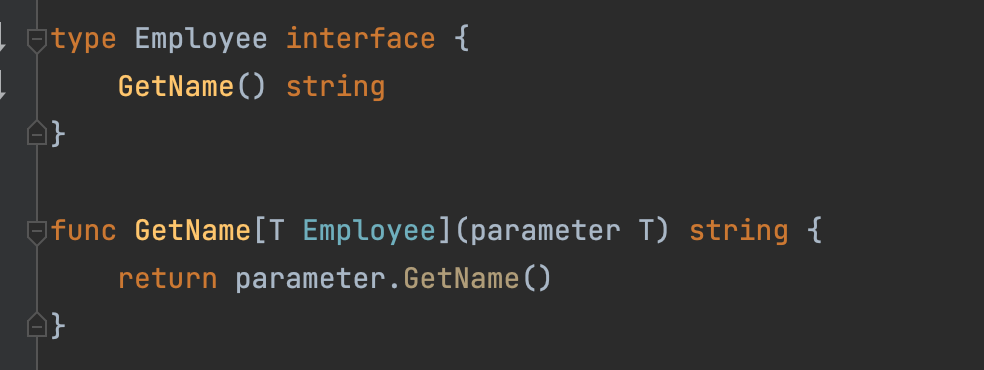 type Employee interface {
    GetName() string
}
func GetName[T Employee](parameter T) string {
    return parameter.GetName()
}